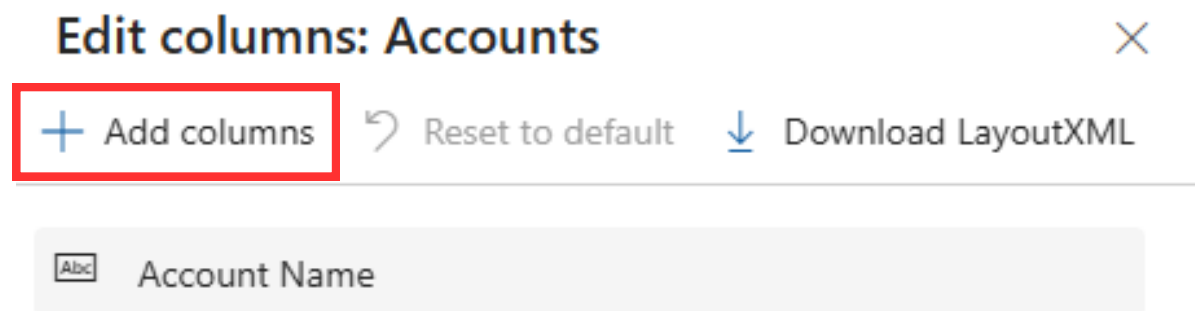 Edit columns: Accounts
Add columns Reset to default Download LayoutXML
Abc Account Name